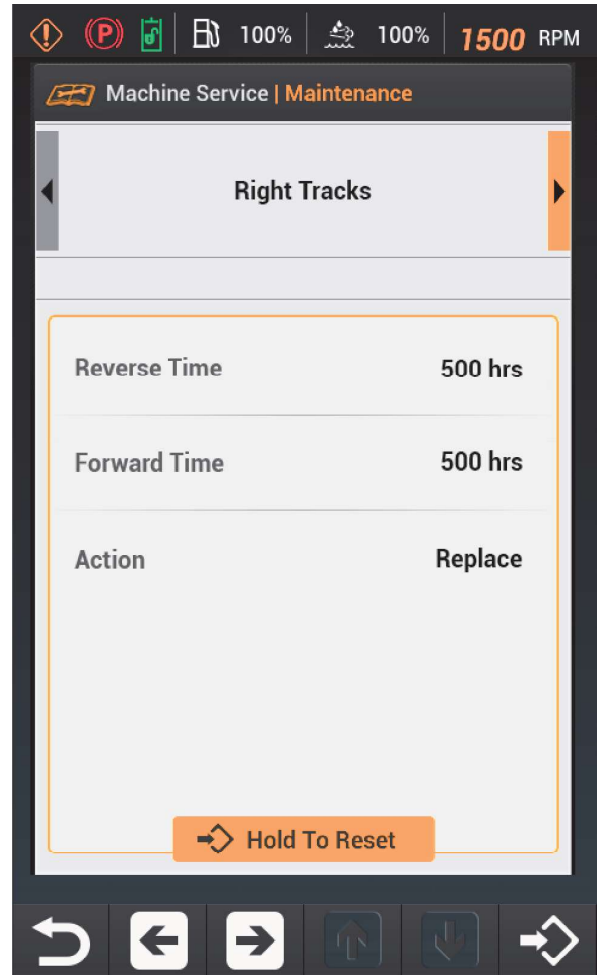 (P) 100% 100% 1500 RPM
Machine Service | Maintenance
Right Tracks
Reverse Time 500 hrs
Forward Time 500 hrs
Action Replace
Hold To Reset